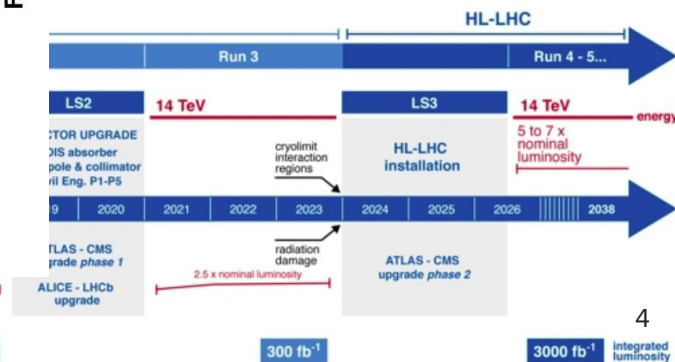 HL-LHC
Run 3
Run 4 - 5...
LS2
14 TeV
LS3
14 TeV
energy
CTOR UPGRADE
DIS absorber
pole & collimator
vil Eng. P1-P5
cryolimit
interaction
regions
HL-LHC
installation
5 to 7 x
nominal
luminosity
9 2020 2021 2022 2023 2024 2025 2026 2038
TLAS - CMS
grade phase 1
radiation
damage
ATLAS - CMS
upgrade phase 2
2.5 x nominal luminosity
ALICE - LHCb
upgrade
4
300 fb⁻¹
3000 fb⁻¹
integrated
luminosity